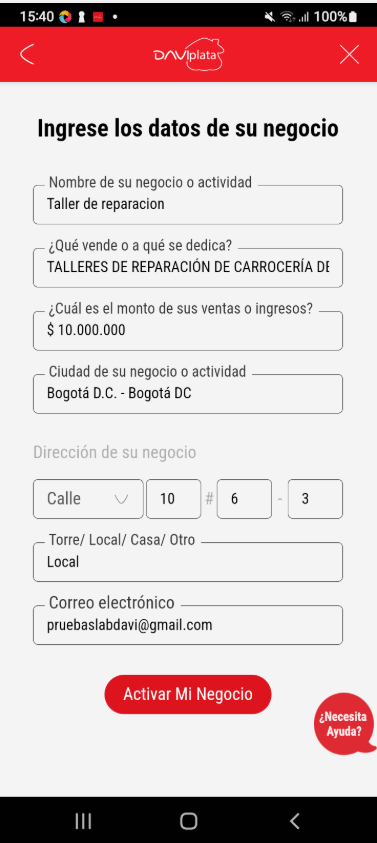 15:40
100%
DAVIplata
Ingrese los datos de su negocio
Nombre de su negocio o actividad
Taller de reparacion
¿Qué vende o a qué se dedica?
TALLERES DE REPARACIÓN DE CARROCERÍA DE
¿Cuál es el monto de sus ventas o ingresos?
$ 10.000.000
Ciudad de su negocio o actividad
Bogotá D.C. - Bogotá DC
Dirección de su negocio
Calle 10 # 6 - 3
Torre/ Local/ Casa/ Otro
Local
Correo electrónico
pruebaslabdavi@gmail.com
Activar Mi Negocio
¿Necesita
Ayuda?